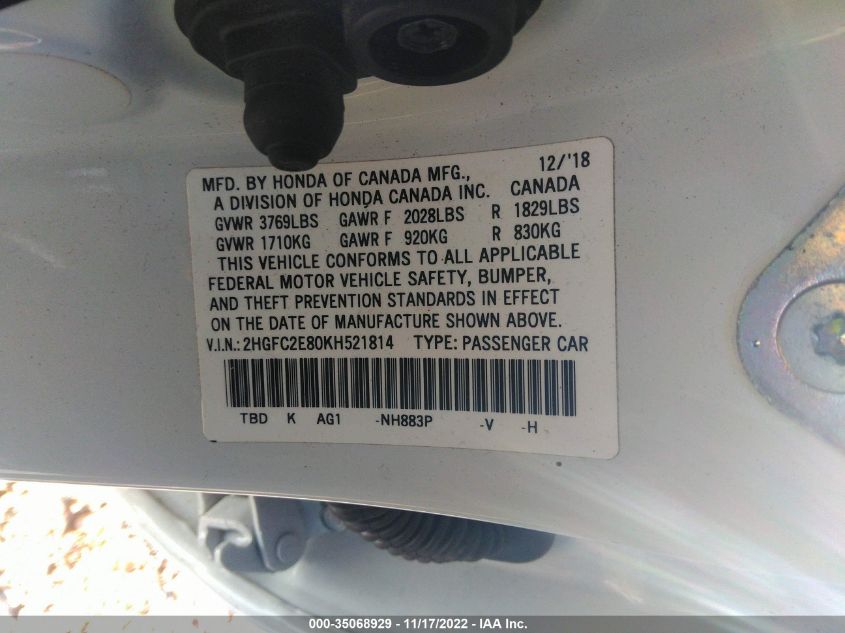 12/'18
MFD. BY HONDA OF CANADA MFG.,
A DIVISION OF HONDA CANADA INC. CANADA
GVWR 3769LBS GAWR F 2028LBS R 1829LBS
GVWR 1710KG GAWR F 920KG R 830KG
THIS VEHICLE CONFORMS TO ALL APPLICABLE
FEDERAL MOTOR VEHICLE SAFETY, BUMPER,
AND THEFT PREVENTION STANDARDS IN EFFECT
ON THE DATE OF MANUFACTURE SHOWN ABOVE.
V.I.N.: 2HGFC2E80KH521814 TYPE: PASSENGER CAR
TBD K AG1 -NH883P -V -H
000-35068929 - 11/17/2022 - IAA Inc.